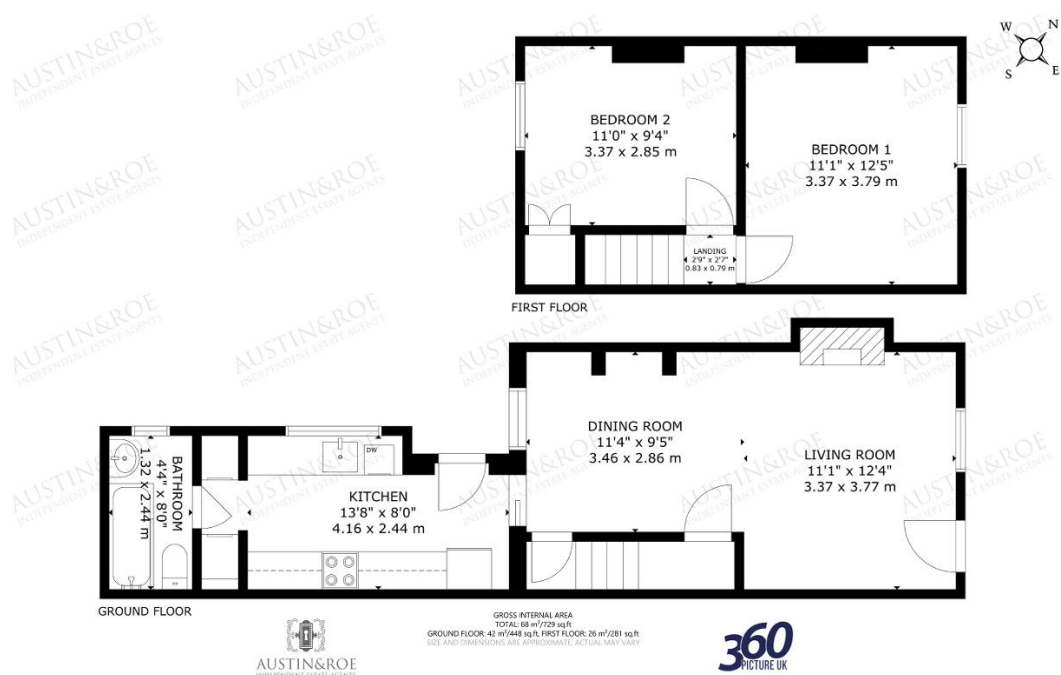 W N
S E
BEDROOM 2
11'0" x 9'4"
3.37 x 2.85 m
BEDROOM 1
11'1" x 12'5"
3.37 x 3.79 m
LANDING
2'9" x 2'7"
0.83 x 0.79 m
FIRST FLOOR
DINING ROOM
11'4" x 9'5"
3.46 x 2.86 m
LIVING ROOM
11'1" x 12'4"
3.37 x 3.77 m
BATHROOM
4'4" x 8'0"
1.32 x 2.44 m
DW
KITCHEN
13'8" x 8'0"
4.16 x 2.44 m
GROUND FLOOR
GROSS INTERNAL AREA
TOTAL: 68 m²/729 sq.ft
GROUND FLOOR: 42 m²/448 sq.ft, FIRST FLOOR: 26 m²/281 sq.ft
SIZE AND DIMENSIONS ARE APPROXIMATE, ACTUAL MAY VARY
AUSTIN&ROE
INDEPENDENT ESTATE AGENTS
360
PICTURE UK